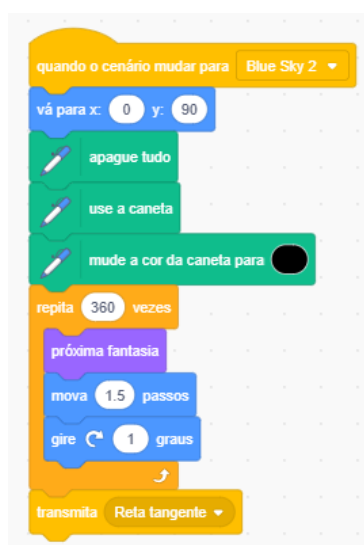 quando o cenário mudar para Blue Sky 2
vá para x: 0 y: 90
apague tudo
use a caneta
mude a cor da caneta para
repita 360 vezes
próxima fantasia
mova 1.5 passos
gire 1 graus
transmita Reta tangente